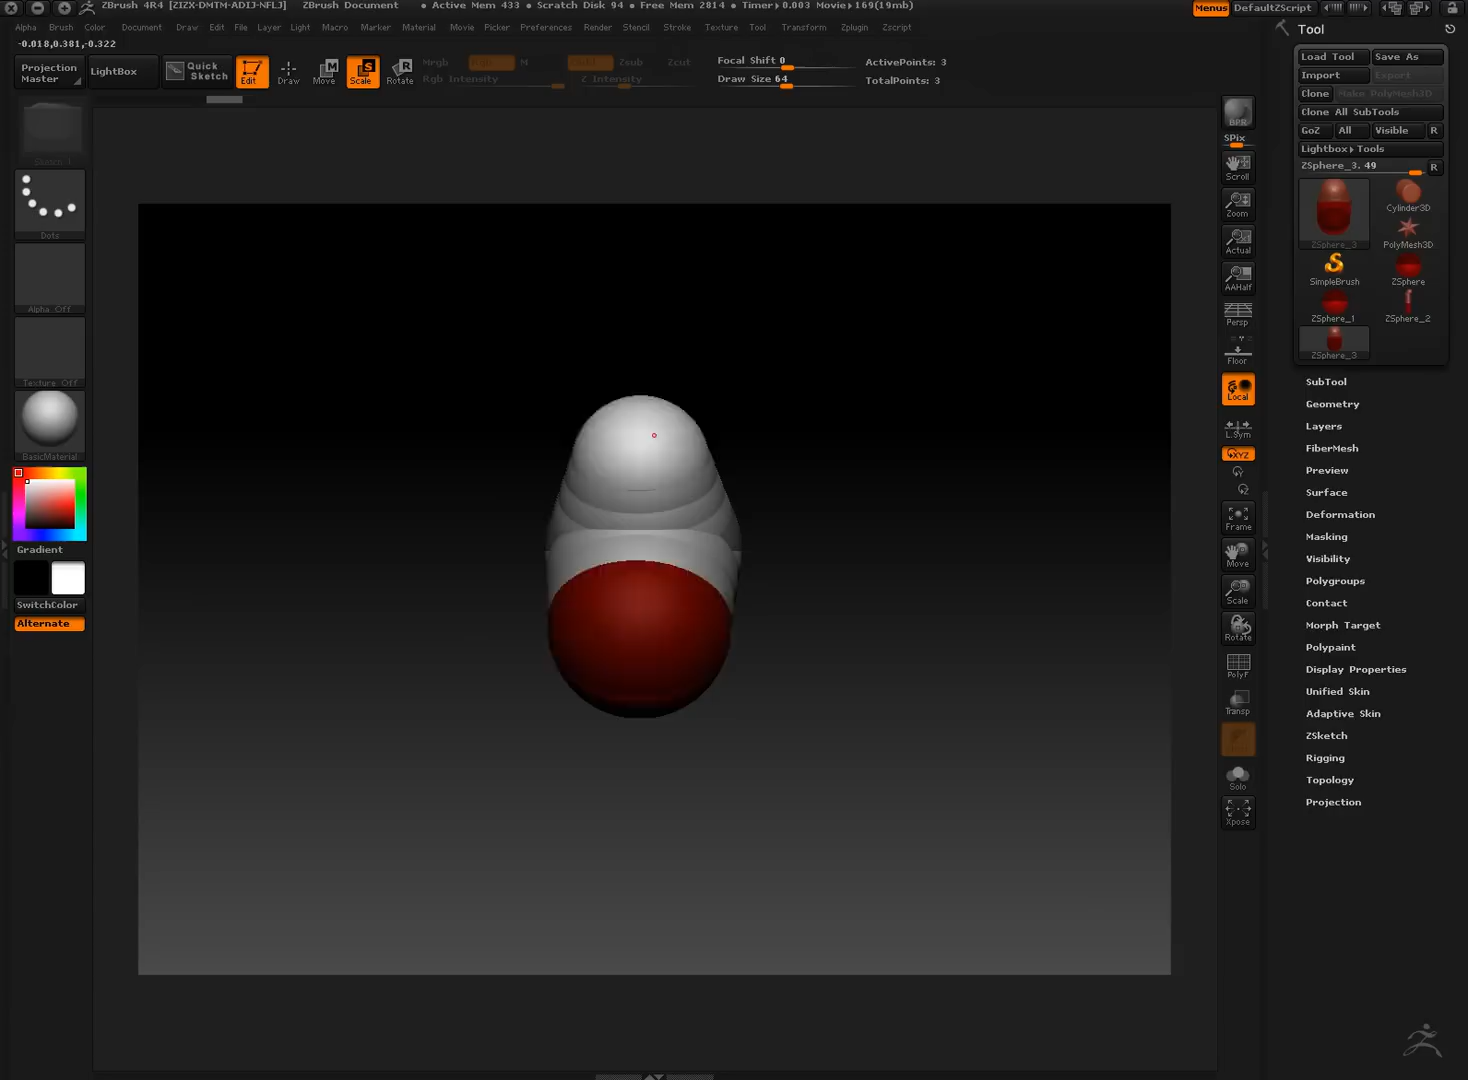 ZBrush 4R4 [ZIZX-DMTM-ADIJ-NFLJ] ZBrush Document • Active Mem 433 • Scratch Disk 94 • Free Mem 2814 • Timer▸0.003 Movie▸169(19mb) Menus DefaultZScript
Alpha Brush Color Document Draw Edit File Layer Light Macro Marker Material Movie Picker Preferences Render Stencil Stroke Texture Tool Transform Zplugin Zscript
-0.018,0.381,-0.322
Projection Master
LightBox
Quick Sketch
Edit
Draw
Move
Scale
Rotate
Mrgb Rgb M
Rgb Intensity
Zadd Zsub Zcut
Z Intensity
Focal Shift 0
Draw Size 64
ActivePoints: 3
TotalPoints: 3
Sketch 1
Dots
Alpha Off
Texture Off
BasicMaterial
Gradient
SwitchColor
Alternate
BPR
SPix
Scroll
Zoom
Actual
AAHalf
Persp
Floor
Local
L.Sym
XYZ
Y
Z
Frame
Move
Scale
Rotate
PolyF
Transp
Solo
Xpose
Tool
Load Tool Save As
Import Export
Clone Make PolyMesh3D
Clone All SubTools
GoZ All Visible R
Lightbox▸Tools
ZSphere_3. 49 R
ZSphere_3
Cylinder3D
PolyMesh3D
SimpleBrush
ZSphere
ZSphere_1
ZSphere_2
ZSphere_3
SubTool
Geometry
Layers
FiberMesh
Preview
Surface
Deformation
Masking
Visibility
Polygroups
Contact
Morph Target
Polypaint
Display Properties
Unified Skin
Adaptive Skin
ZSketch
Rigging
Topology
Projection